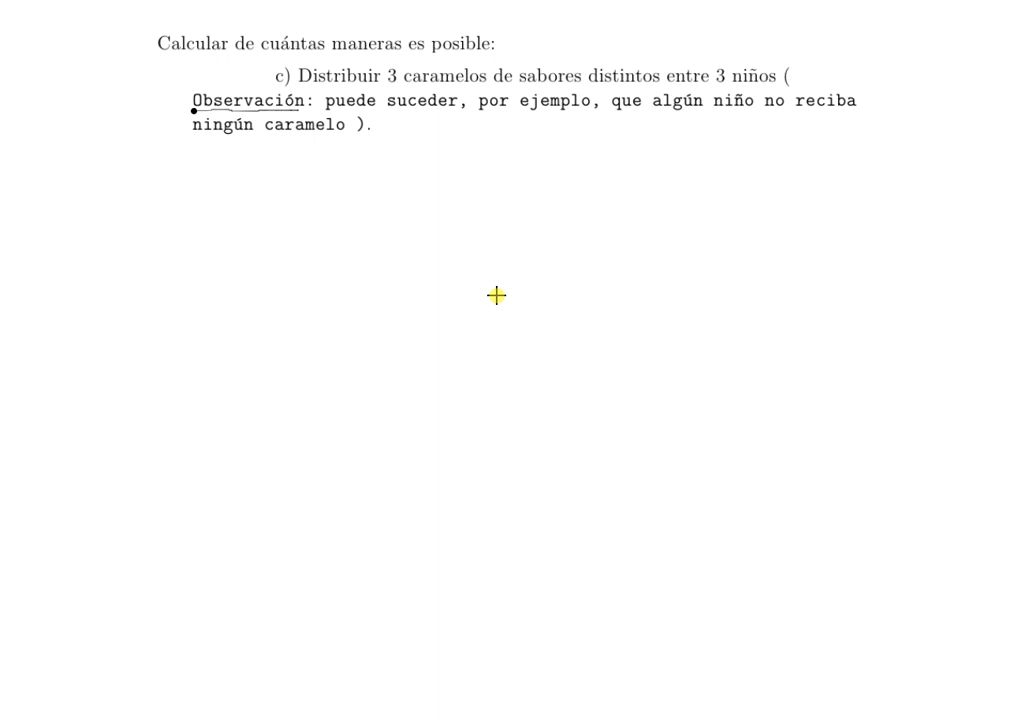 Calcular de cuántas maneras es posible:
c) Distribuir 3 caramelos de sabores distintos entre 3 niños (
Observación: puede suceder, por ejemplo, que algún niño no reciba
ningún caramelo ).